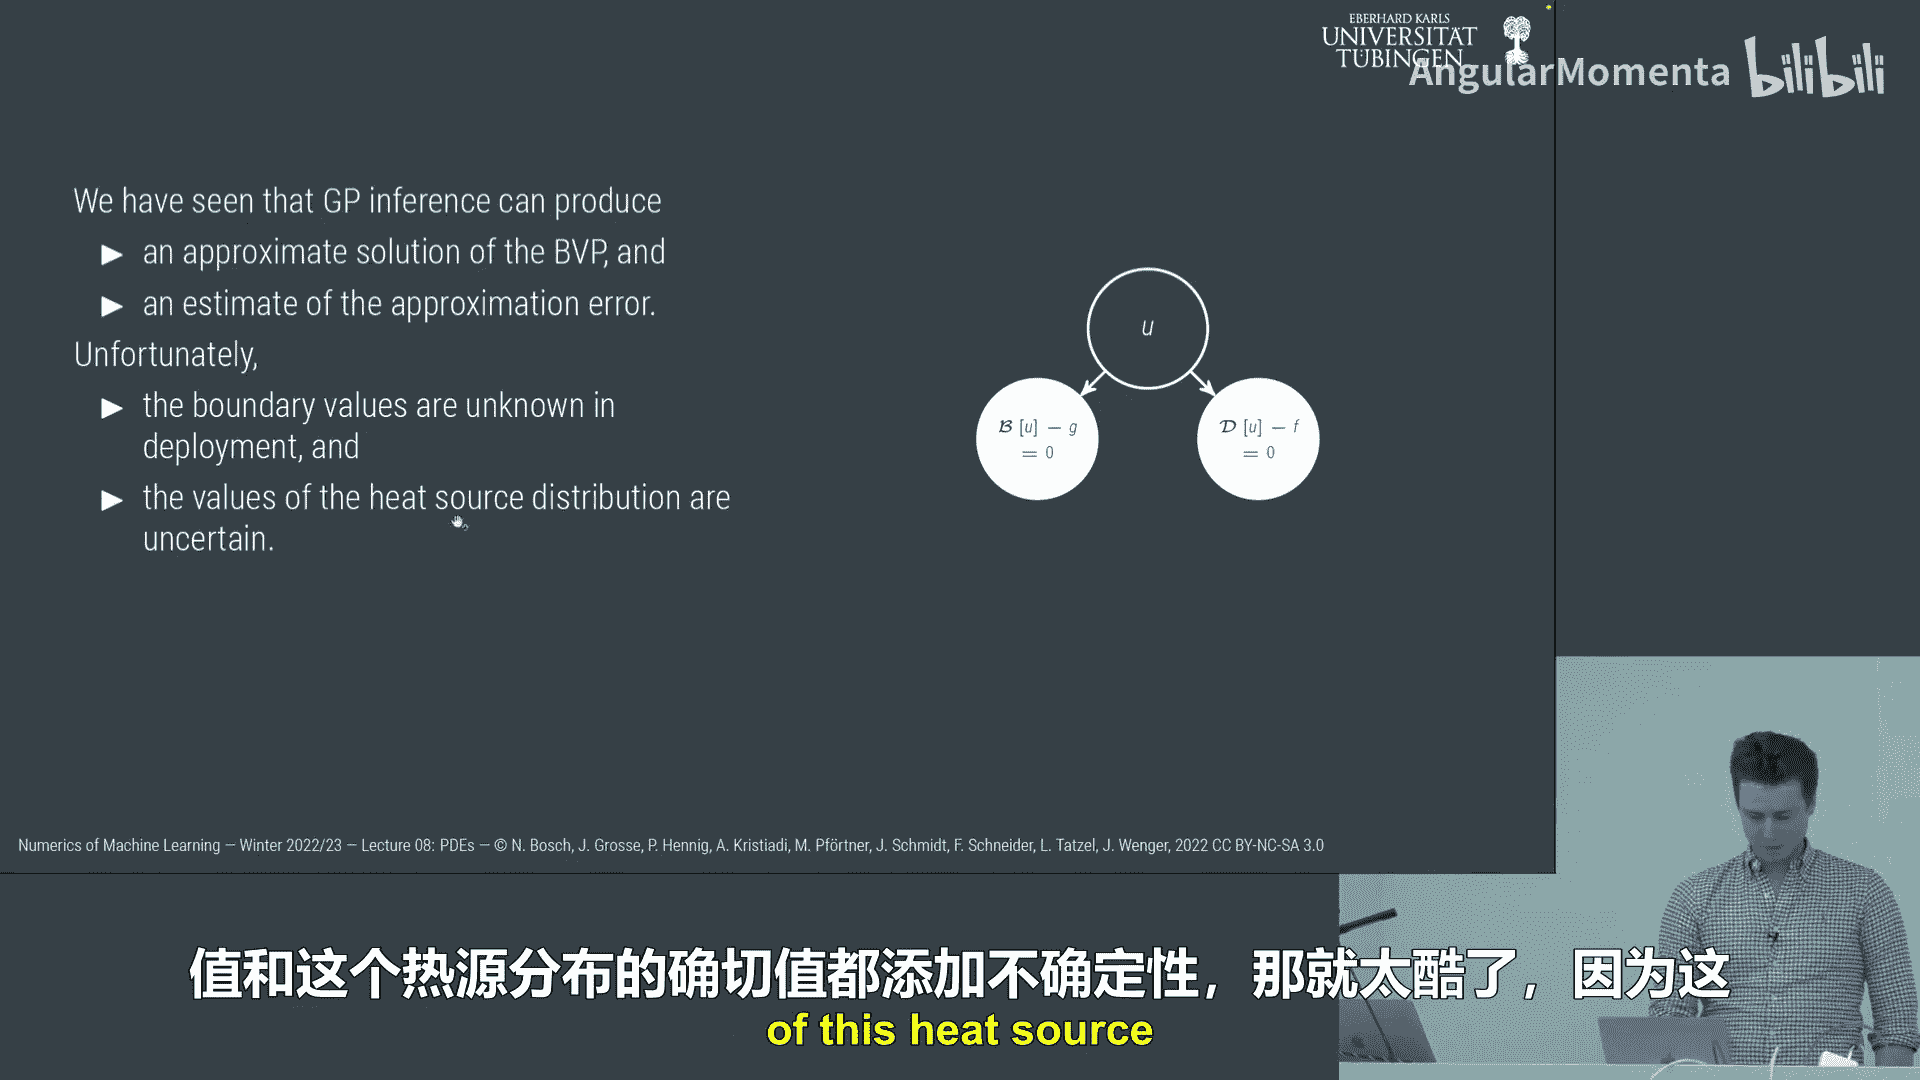 EBERHARD KARLS
UNIVERSITÄT
TÜBINGEN
AngularMomenta
bilibili
We have seen that GP inference can produce
▶ an approximate solution of the BVP, and
▶ an estimate of the approximation error.
Unfortunately,
▶ the boundary values are unknown in
deployment, and
▶ the values of the heat source distribution are
uncertain.
u
ℬ [u] − g
= 0
𝒟 [u] − f
= 0
Numerics of Machine Learning — Winter 2022/23 — Lecture 08: PDEs — © N. Bosch, J. Grosse, P. Hennig, A. Kristiadi, M. Pförtner, J. Schmidt, F. Schneider, L. Tatzel, J. Wenger, 2022 CC BY-NC-SA 3.0
值和这个热源分布的确切值都添加不确定性，那就太酷了，因为这
of this heat source